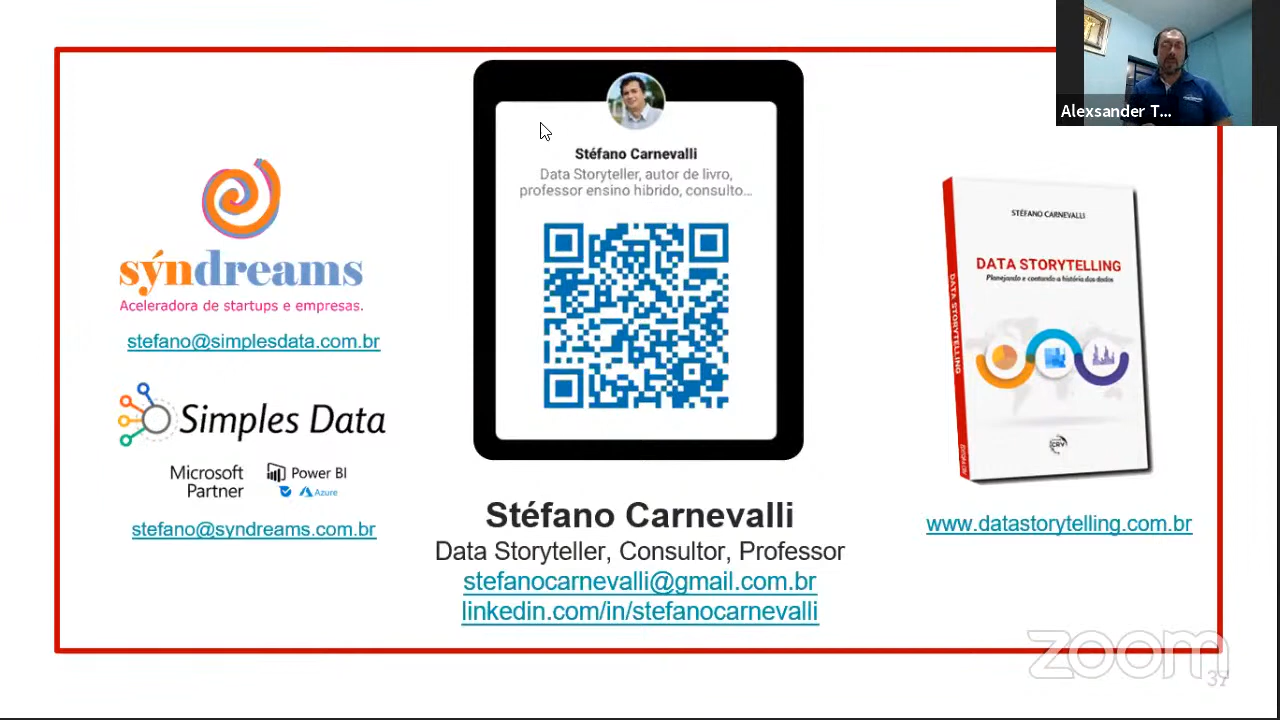 Alexsander T...
sýndreams
Aceleradora de startups e empresas.
stefano@simplesdata.com.br
Simples Data
Microsoft
Partner
Power BI
Azure
stefano@syndreams.com.br
Stéfano Carnevalli
Data Storyteller, autor de livro,
professor ensino híbrido, consulto...
Stéfano Carnevalli
Data Storyteller, Consultor, Professor
stefanocarnevalli@gmail.com.br
linkedin.com/in/stefanocarnevalli
STÉFANO CARNEVALLI
DATA STORYTELLING
Planejando e contando a história dos dados
DATA STORYTELLING
CRV
www.datastorytelling.com.br
zoom
37